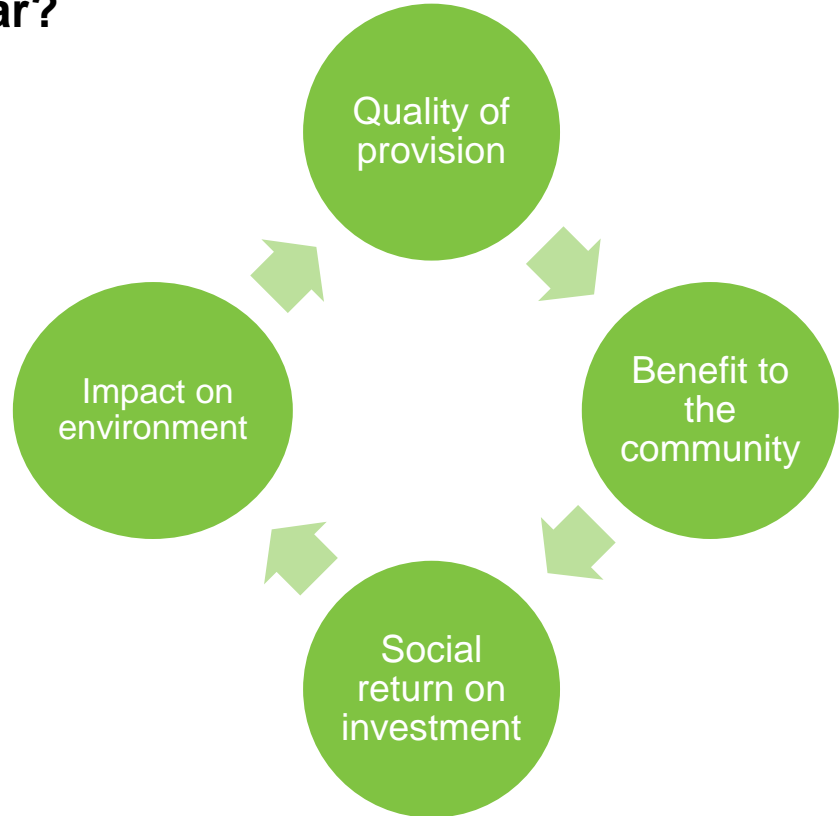 ar?
Quality of
provision
Benefit to
the
community
Social
return on
investment
Impact on
environment